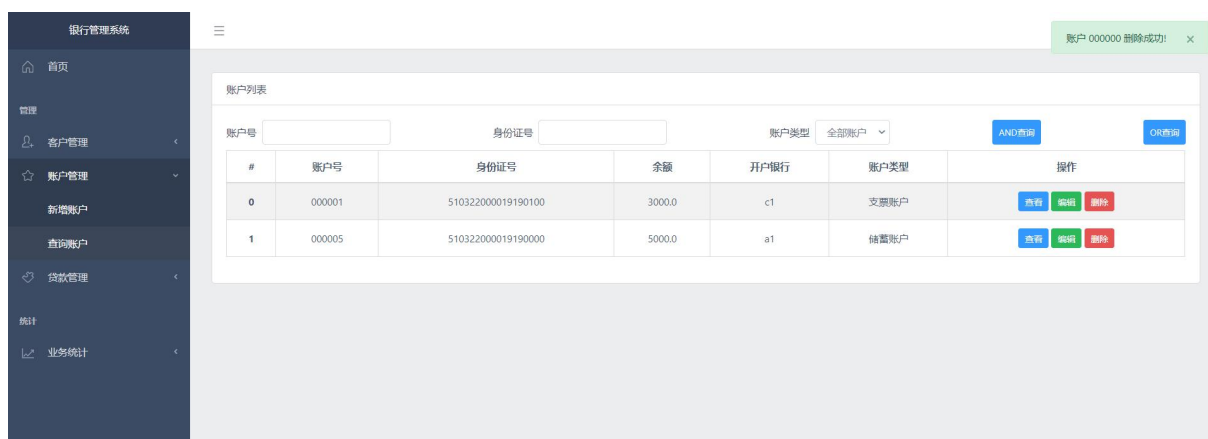 银行管理系统
账户 000000 删除成功! ×
首页
管理
客户管理
账户管理
新增账户
查询账户
贷款管理
统计
业务统计
账户列表
账户号 身份证号 账户类型 全部账户 AND查询 OR查询
# 账户号 身份证号 余额 开户银行 账户类型 操作
0 000001 510322000019190100 3000.0 c1 支票账户 查看 编辑 删除
1 000005 510322000019190000 5000.0 a1 储蓄账户 查看 编辑 删除